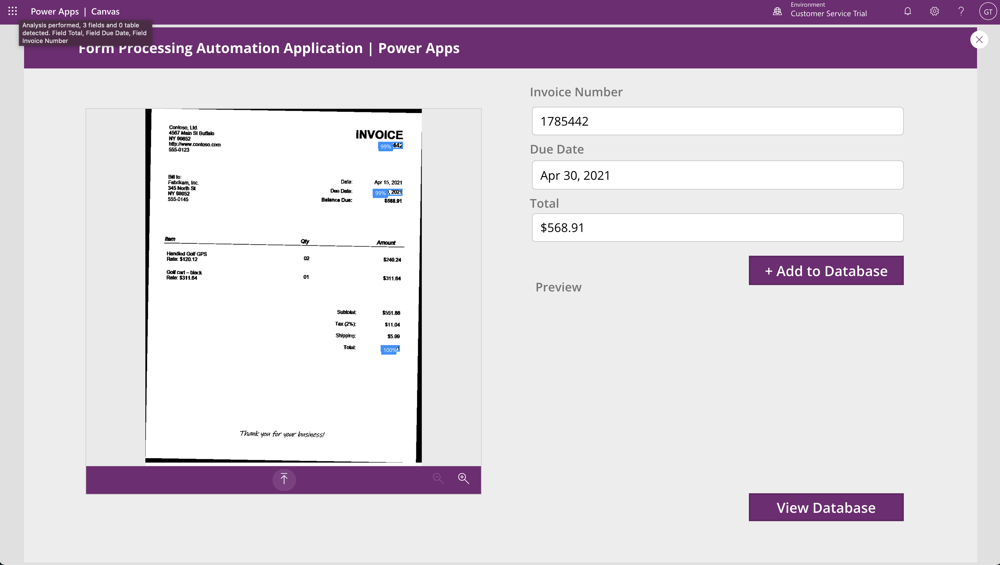 Power Apps | Canvas
Environment
Customer Service Trial
GT
Analysis performed, 3 fields and 0 table
detected. Field Total, Field Due Date, Field
Invoice Number
Form Processing Automation Application | Power Apps
Contoso, Ltd.
4567 Main St Buffalo
NY 90852
http://www.contoso.com
555-0123
INVOICE
99% 442
Bill to:
Fabrikam, Inc.
345 North St
NY 98052
555-0145
Date: Apr 15, 2021
Due Date: 99% , 2021
Balance Due: $568.91
Item Qty Amount
Handled Golf GPS
Rate: $120.12 02 $240.24
Golf cart – black
Rate: $311.64 01 $311.64
Subtotal: $551.88
Tax (2%): $11.04
Shipping: $5.99
Total: 100% 1
Thank you for your business!
Invoice Number
1785442
Due Date
Apr 30, 2021
Total
$568.91
+ Add to Database
Preview
View Database